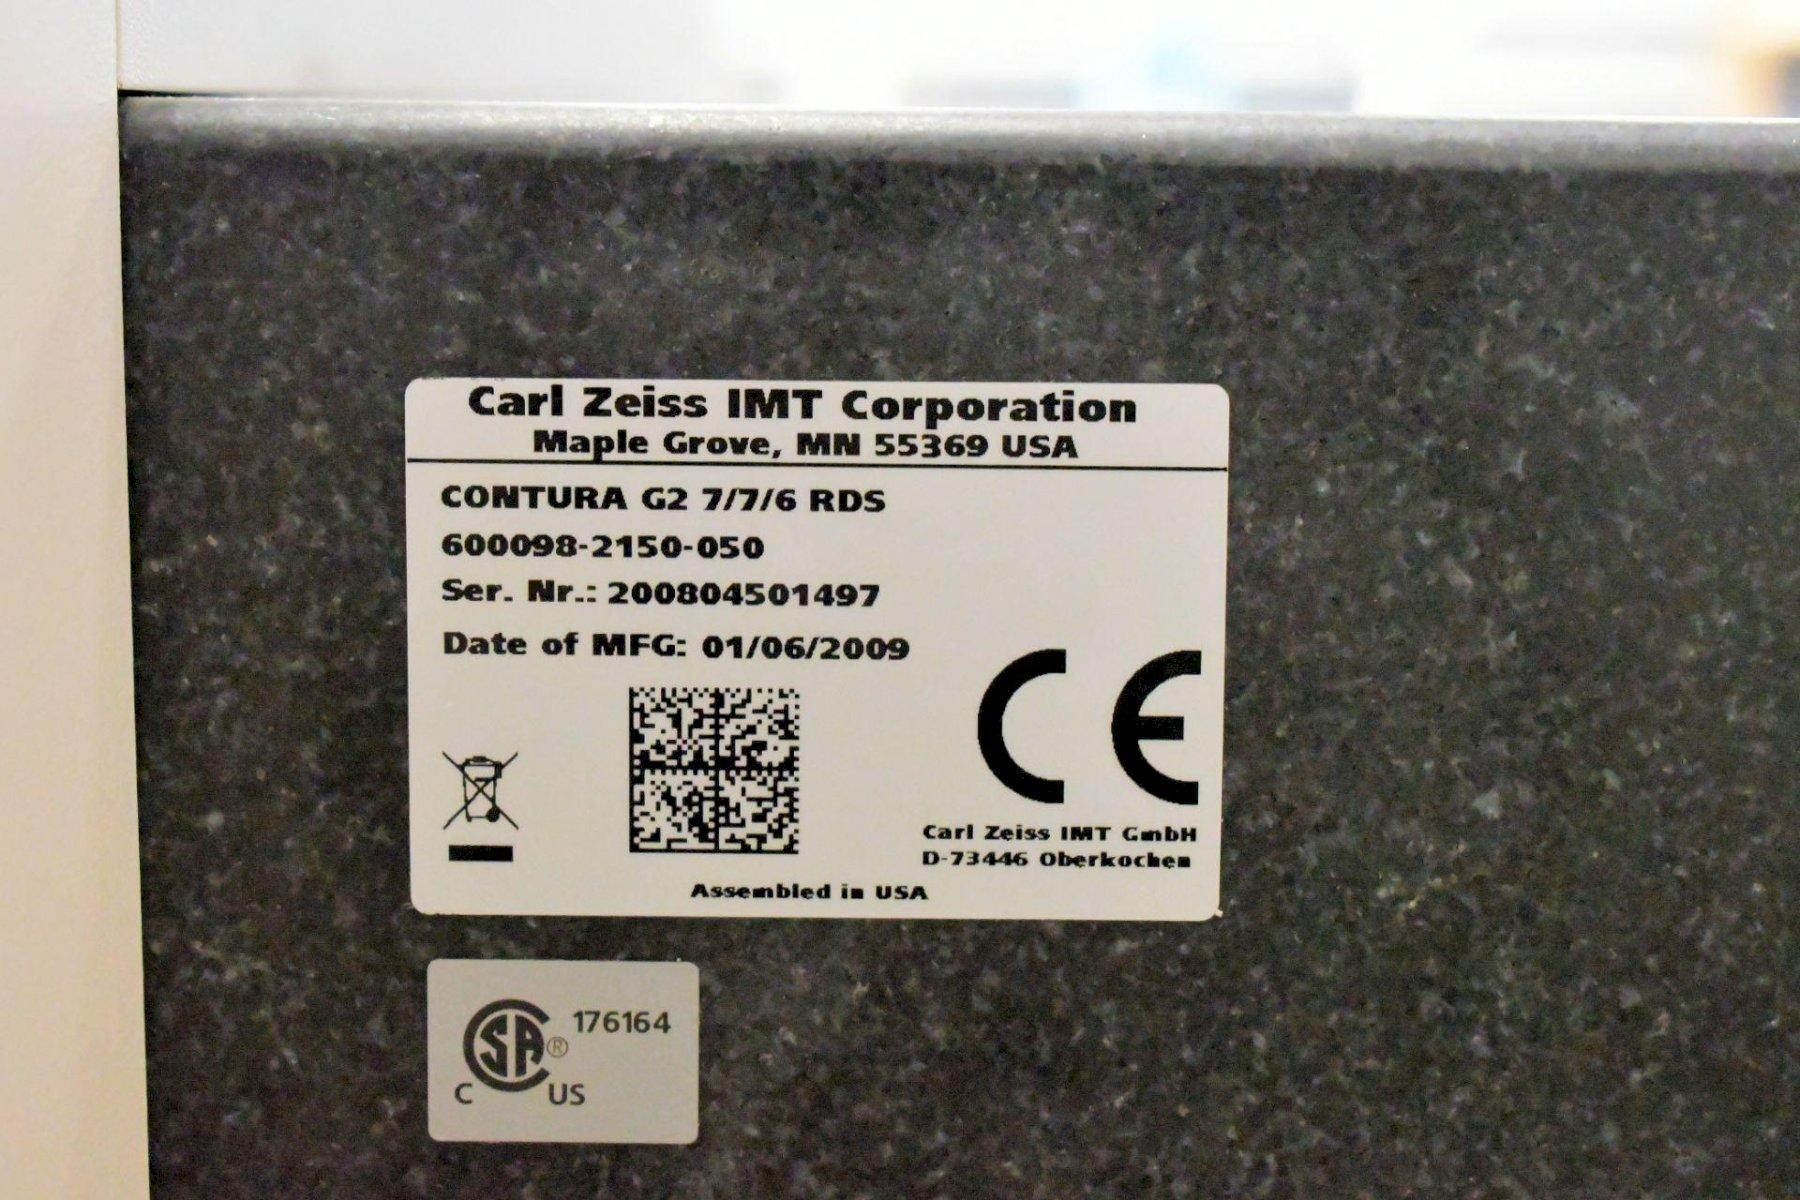 Carl Zeiss IMT Corporation
Maple Grove, MN 55369 USA
CONTURA G2 7/7/6 RDS
600098-2150-050
Ser. Nr.: 200804501497
Date of MFG: 01/06/2009
CE
Carl Zeiss IMT GmbH
D-73446 Oberkochen
Assembled in USA
SA® 176164
C US